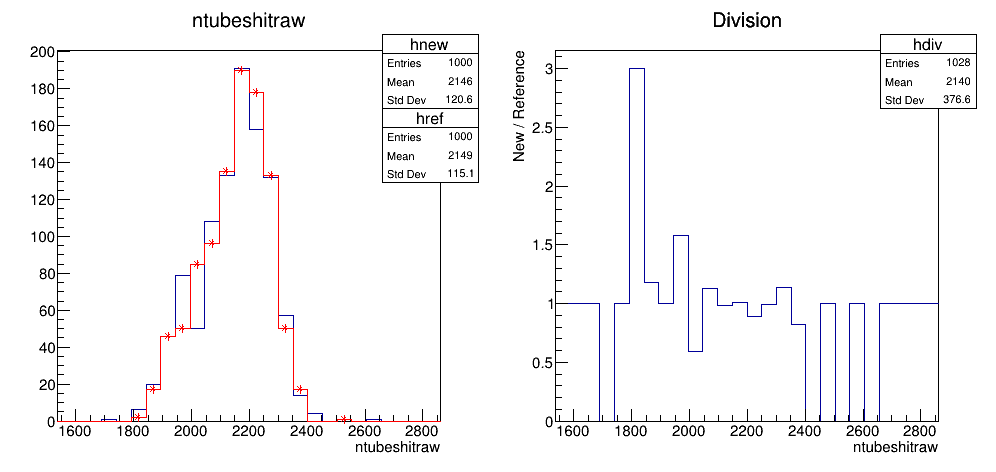 ntubeshitraw
hnew
Entries 1000
Mean 2146
Std Dev 120.6
href
Entries 1000
Mean 2149
Std Dev 115.1
200
180
160
140
120
100
80
60
40
20
0
1600 1800 2000 2200 2400 2600 2800
ntubeshitraw
Division
hdiv
Entries 1028
Mean 2140
Std Dev 376.6
New / Reference
3
2.5
2
1.5
1
0.5
0
1600 1800 2000 2200 2400 2600 2800
ntubeshitraw